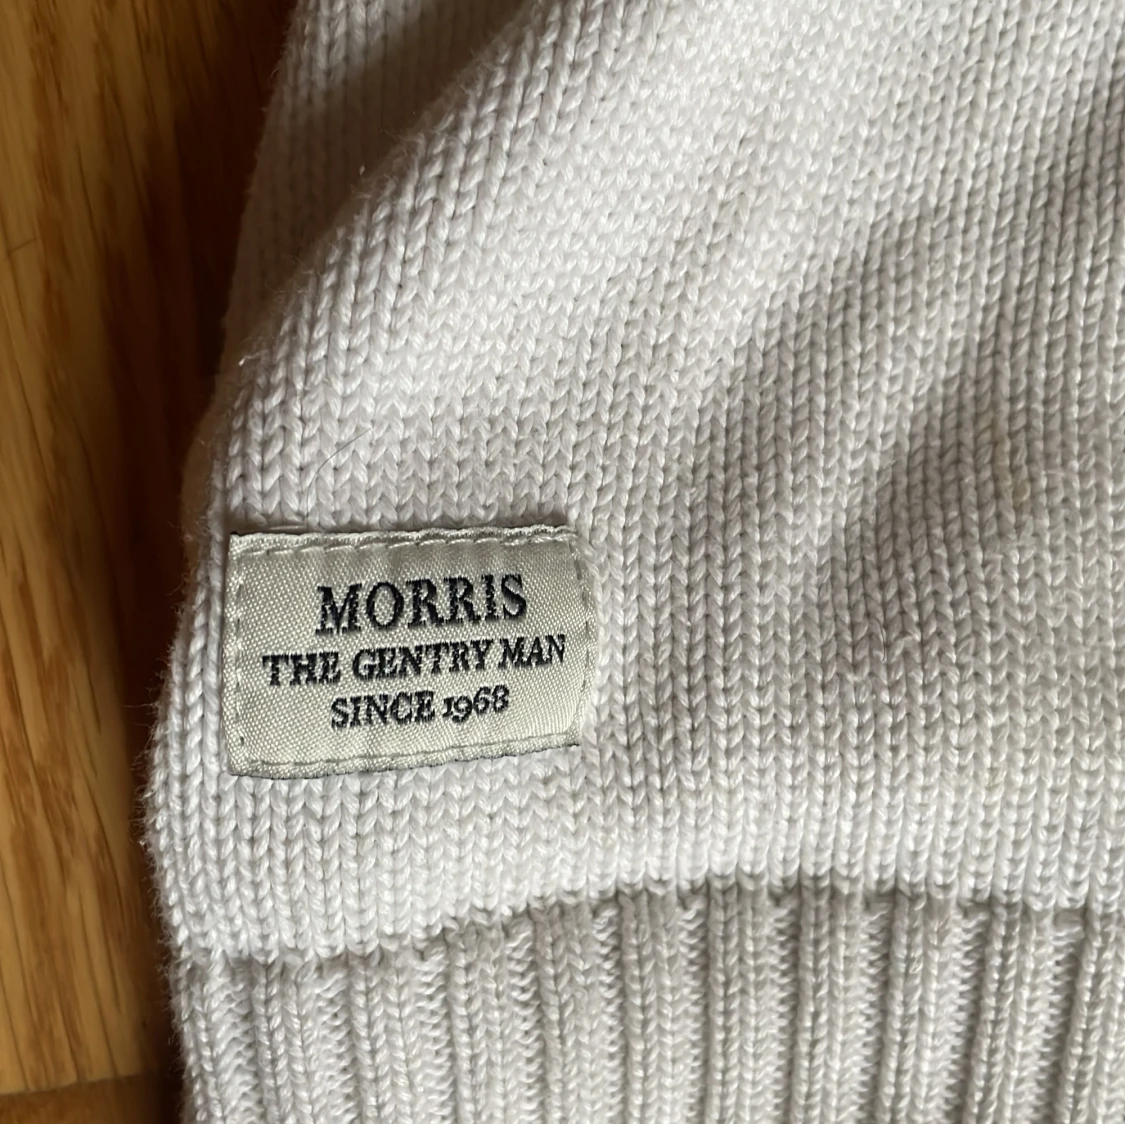 MORRIS
THE GENTRY MAN
SINCE 1968